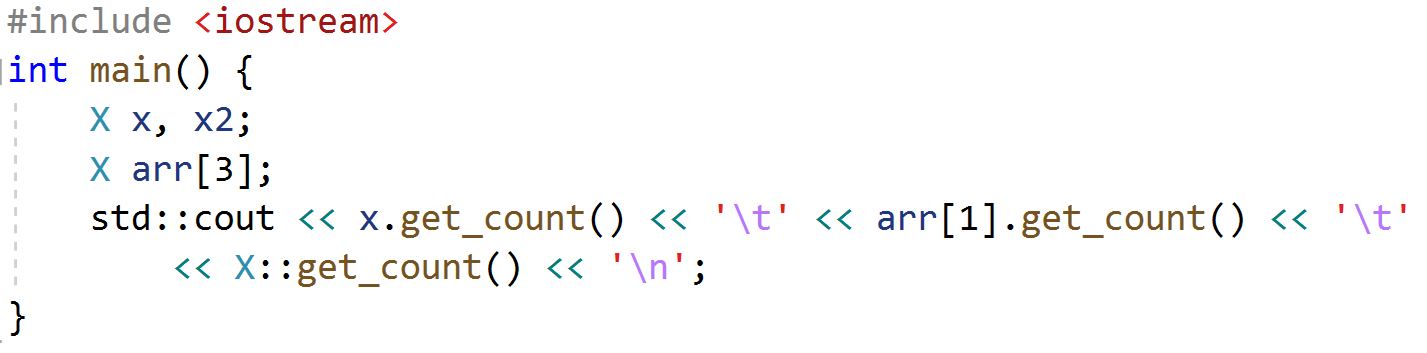 #include <iostream>
int main() {
    X x, x2;
    X arr[3];
    std::cout << x.get_count() << '\t' << arr[1].get_count() << '\t'
        << X::get_count() << '\n';
}